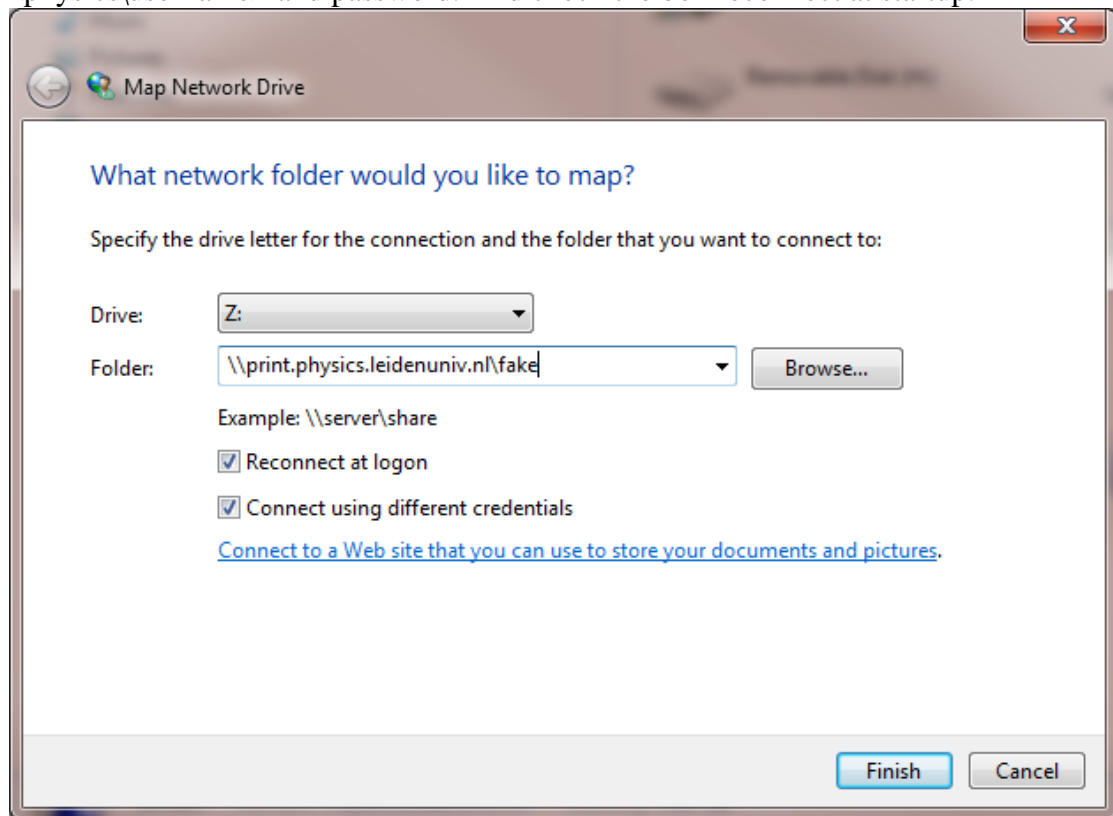 Map Network Drive
What network folder would you like to map?
Specify the drive letter for the connection and the folder that you want to connect to:
Drive: Z:
Folder: \\print.physics.leidenuniv.nl\fake Browse...
Example: \\server\share
Reconnect at logon
Connect using different credentials
Connect to a Web site that you can use to store your documents and pictures.
Finish Cancel